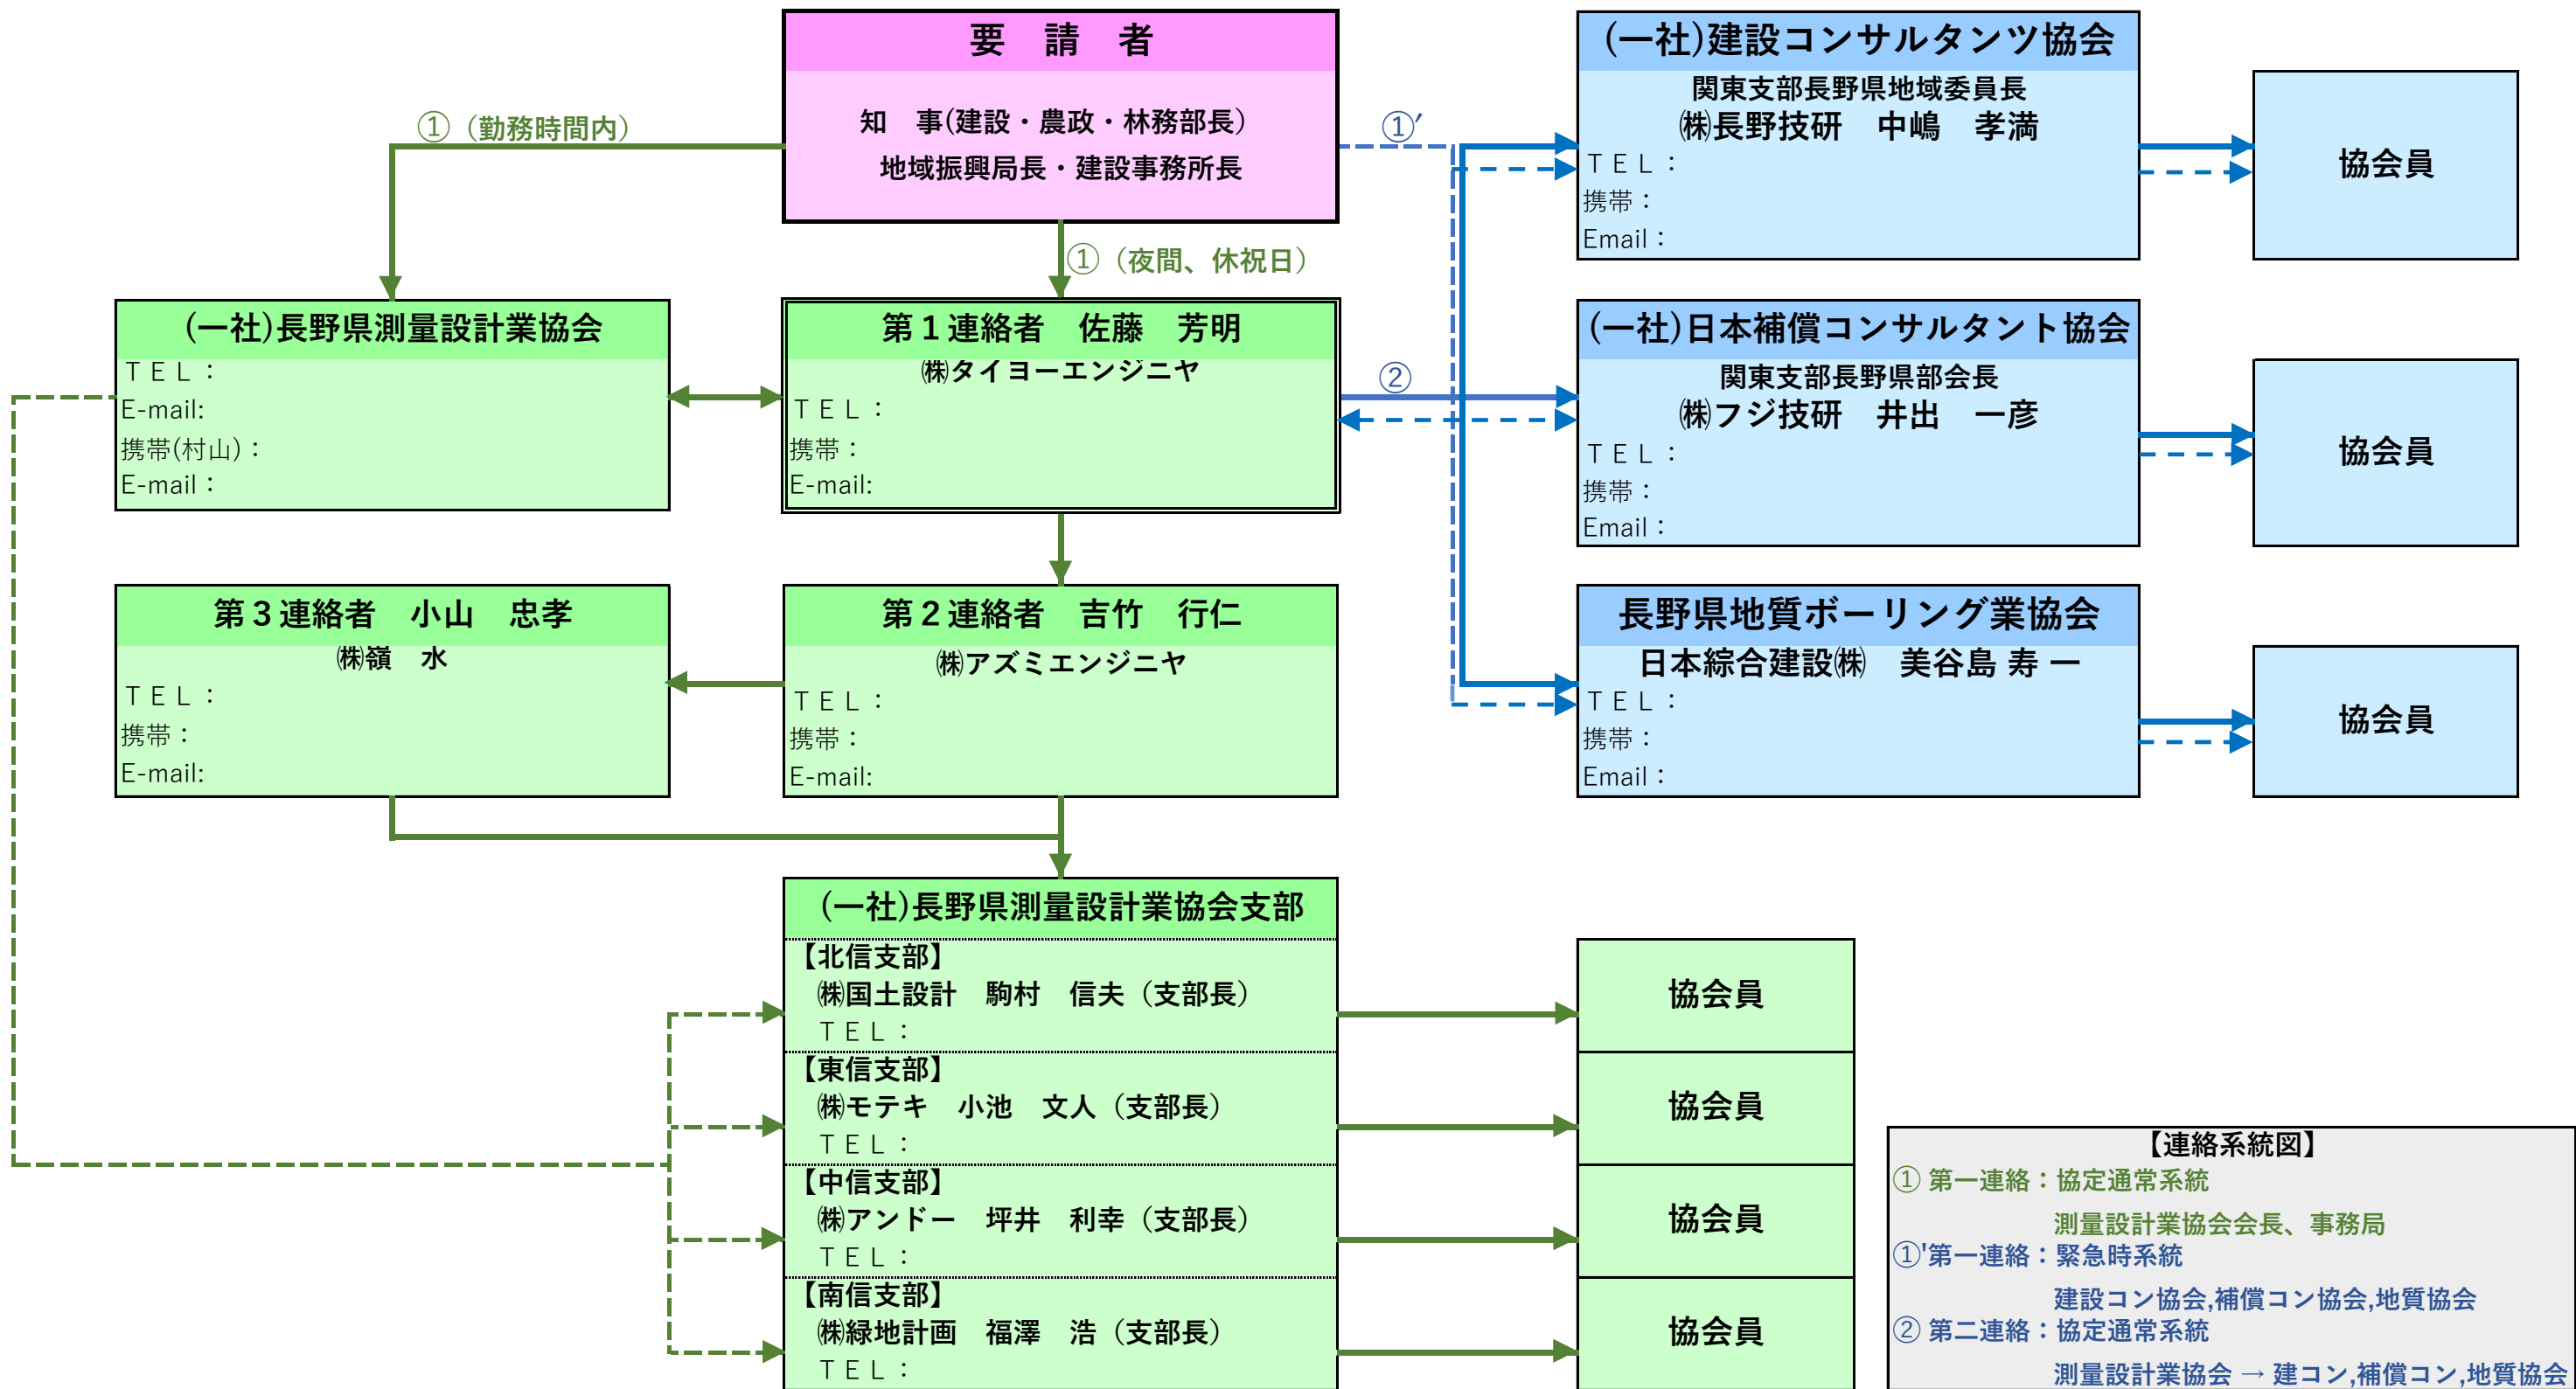 要　請　者
知　事(建設・農政・林務部長)
地域振興局長・建設事務所長
①（勤務時間内）
①（夜間、休祝日）
①′
②
(一社)長野県測量設計業協会
ＴＥＬ：
E-mail:
携帯(村山)：
E-mail：
第１連絡者　佐藤　芳明
㈱タイヨーエンジニヤ
ＴＥＬ：
携帯：
E-mail:
第３連絡者　小山　忠孝
㈱嶺　水
ＴＥＬ：
携帯：
E-mail:
第２連絡者　吉竹　行仁
㈱アズミエンジニヤ
ＴＥＬ：
携帯：
E-mail:
(一社)建設コンサルタンツ協会
関東支部長野県地域委員長
㈱長野技研　中嶋　孝満
ＴＥＬ：
携帯：
Email：
協会員
(一社)日本補償コンサルタント協会
関東支部長野県部会長
㈱フジ技研　井出　一彦
ＴＥＬ：
携帯：
Email：
協会員
長野県地質ボーリング業協会
日本綜合建設㈱　美谷島 寿 一
ＴＥＬ：
携帯：
Email：
協会員
(一社)長野県測量設計業協会支部
【北信支部】
㈱国土設計　駒村　信夫（支部長）
ＴＥＬ：
協会員
【東信支部】
㈱モテキ　小池　文人（支部長）
ＴＥＬ：
協会員
【中信支部】
㈱アンドー　坪井　利幸（支部長）
ＴＥＬ：
協会員
【南信支部】
㈱緑地計画　福澤　浩（支部長）
ＴＥＬ：
協会員
【連絡系統図】
① 第一連絡：協定通常系統
測量設計業協会会長、事務局
①'第一連絡：緊急時系統
建設コン協会,補償コン協会,地質協会
② 第二連絡：協定通常系統
測量設計業協会 → 建コン,補償コン,地質協会